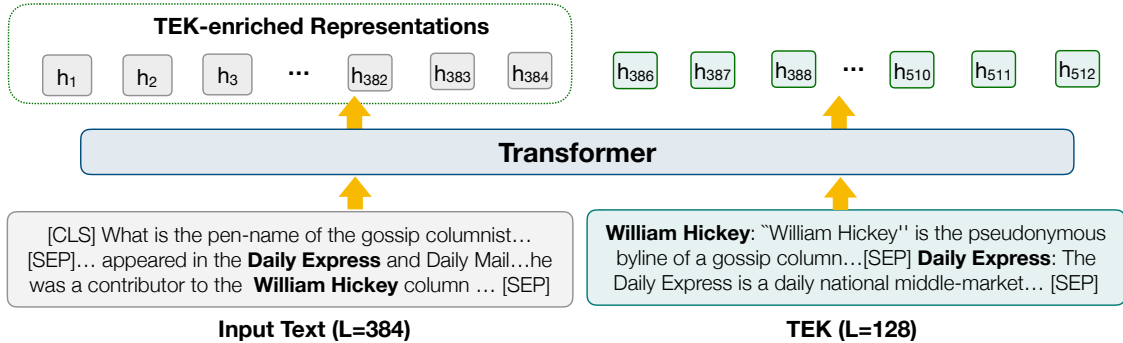 TEK-enriched Representations
h1 h2 h3 ... h382 h383 h384 h386 h387 h388 ... h510 h511 h512
Transformer
[CLS] What is the pen-name of the gossip columnist…
[SEP]… appeared in the Daily Express and Daily Mail…he
was a contributor to the William Hickey column … [SEP]
William Hickey: ``William Hickey'' is the pseudonymous
byline of a gossip column…[SEP] Daily Express: The
Daily Express is a daily national middle-market… [SEP]
Input Text (L=384)
TEK (L=128)